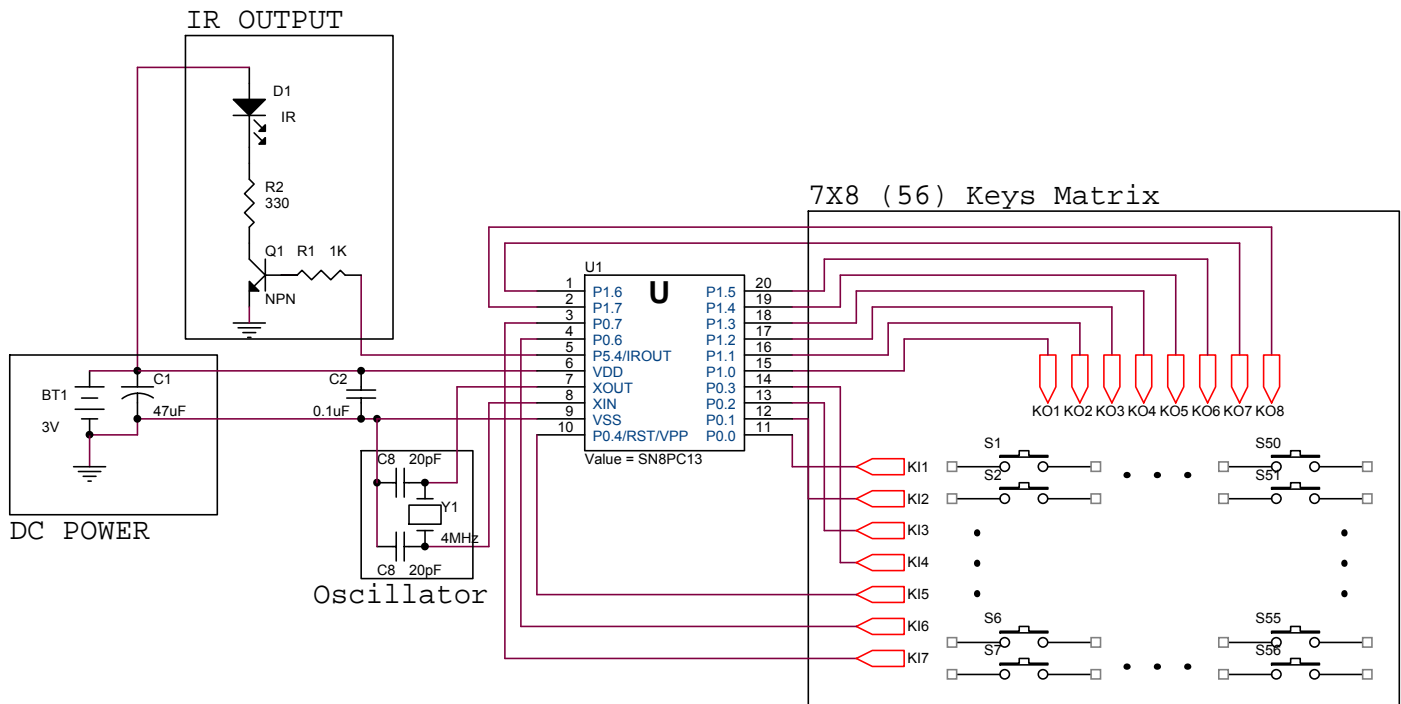 IR OUTPUT
D1
IR
R2
330
Q1
R1 1K
NPN
7X8 (56) Keys Matrix
U1
U
1 P1.6 P1.5 20
2 P1.7 P1.4 19
3 P0.7 P1.3 18
4 P0.6 P1.2 17
5 P5.4/IROUT P1.1 16
6 VDD P1.0 15
7 XOUT P0.3 14
8 XIN P0.2 13
9 VSS P0.1 12
10 P0.4/RST/VPP P0.0 11
Value = SN8PC13
BT1
3V
C1
47uF
C2
0.1uF
DC POWER
C8 20pF
Y1
4MHz
C8 20pF
Oscillator
KO1 KO2 KO3 KO4 KO5 KO6 KO7 KO8
KI1
KI2
KI3
KI4
KI5
KI6
KI7
S1
S50
S2
S51
S6
S55
S7
S56